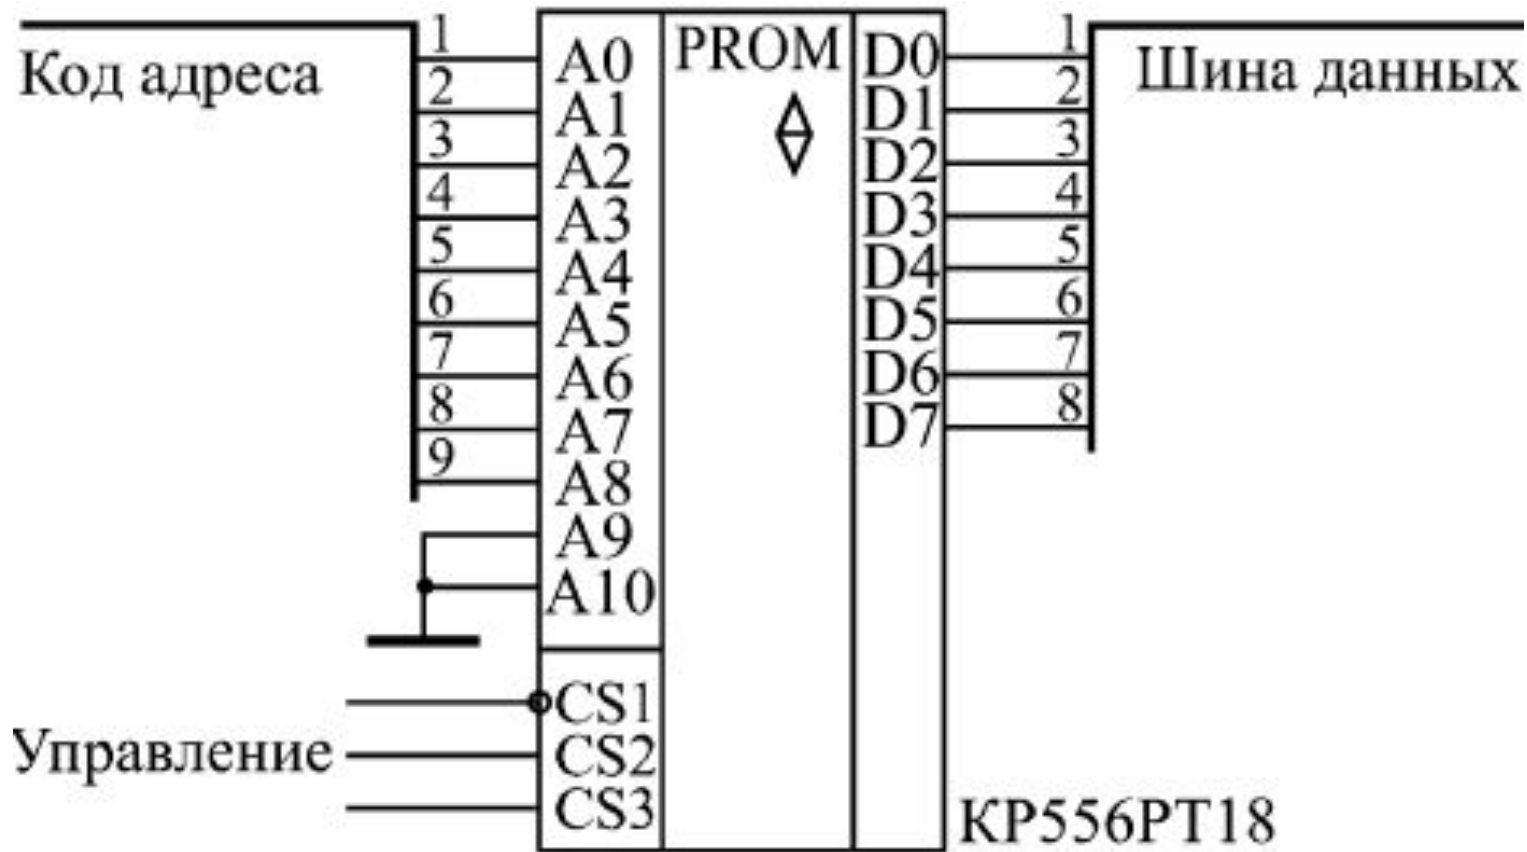 Код адреса
1
2
3
4
5
6
7
8
9
A0
A1
A2
A3
A4
A5
A6
A7
A8
A9
A10
Управление
CS1
CS2
CS3
PROM
D0
D1
D2
D3
D4
D5
D6
D7
1
2
3
4
5
6
7
8
Шина данных
КР556РТ18